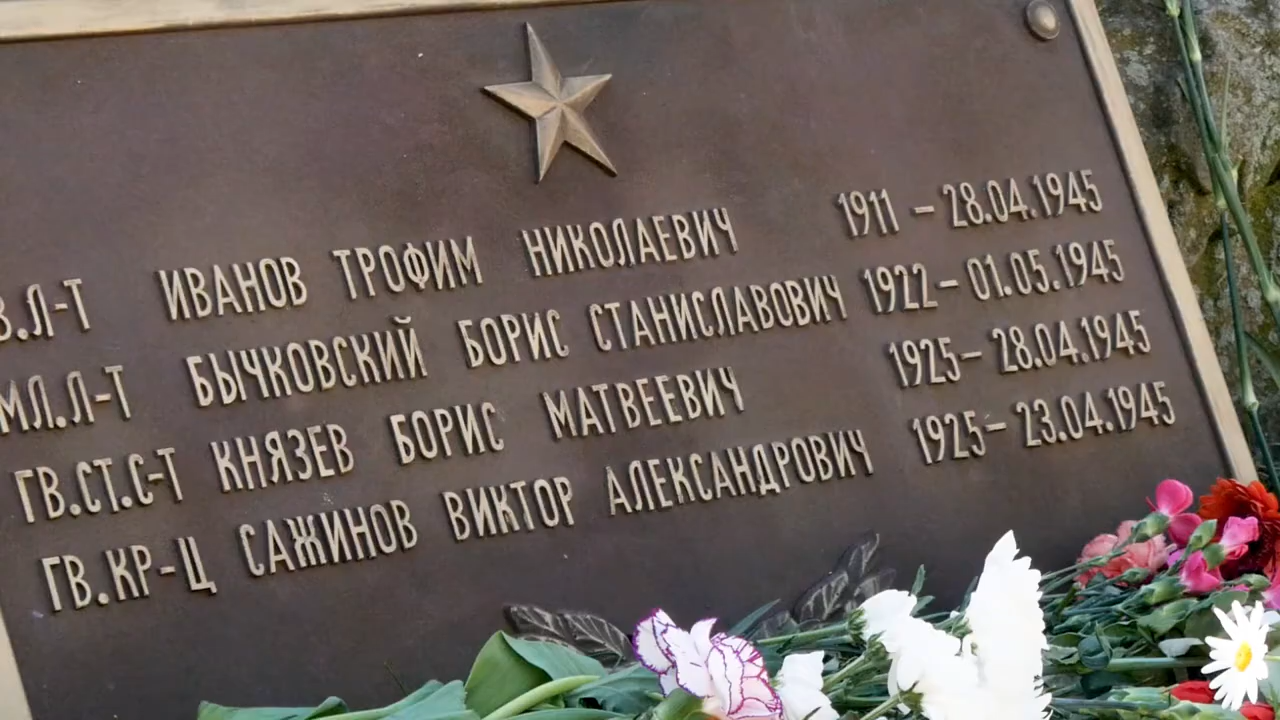 В.Л-Т ИВАНОВ ТРОФИМ НИКОЛАЕВИЧ 1911 – 28.04.1945
МЛ.Л-Т БЫЧКОВСКИЙ БОРИС СТАНИСЛАВОВИЧ 1922 – 01.05.1945
ГВ.СТ.С-Т КНЯЗЕВ БОРИС МАТВЕЕВИЧ 1925 – 28.04.1945
ГВ.КР-Ц САЖИНОВ ВИКТОР АЛЕКСАНДРОВИЧ 1925 – 23.04.1945